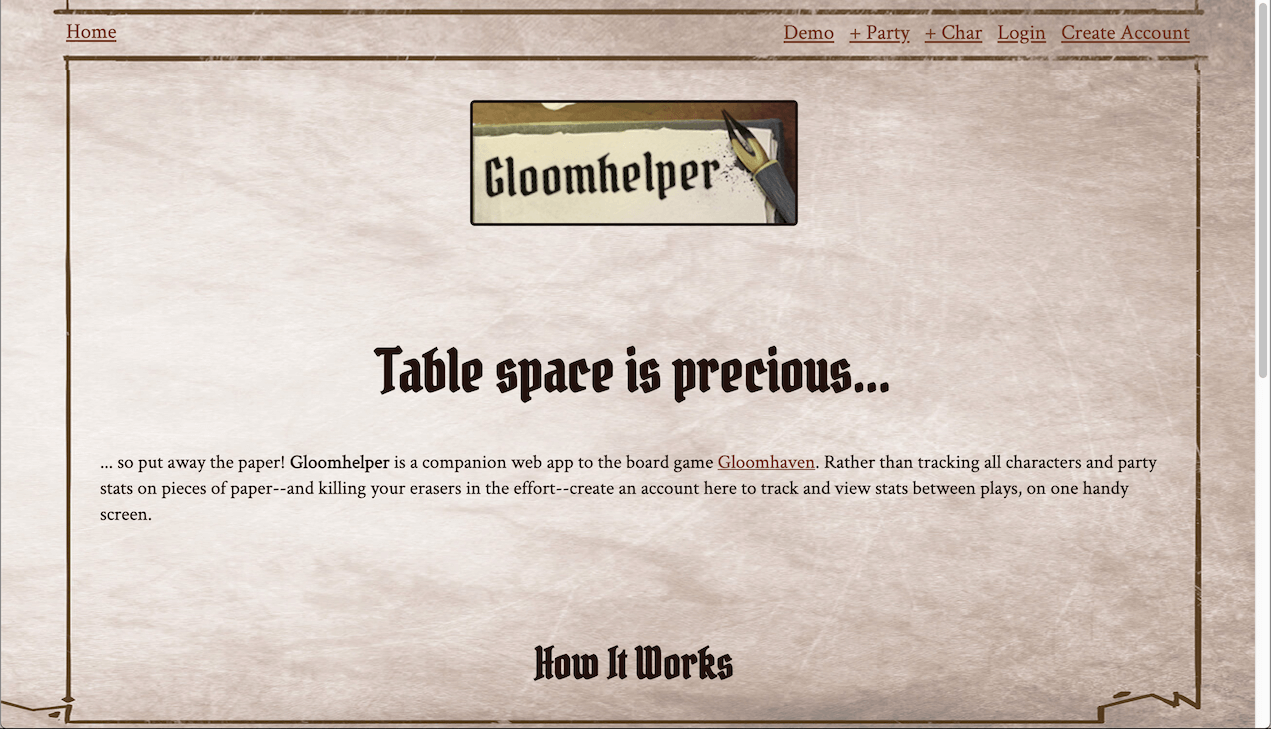 Home
Demo + Party + Char Login Create Account
Gloomhelper
Table space is precious...
... so put away the paper! Gloomhelper is a companion web app to the board game Gloomhaven. Rather than tracking all characters and party
stats on pieces of paper--and killing your erasers in the effort--create an account here to track and view stats between plays, on one handy
screen.
How It Works